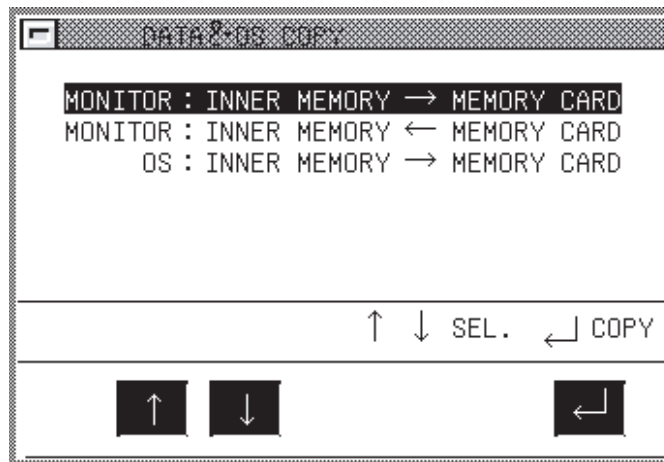 DATA&OS COPY
MONITOR : INNER MEMORY → MEMORY CARD
MONITOR : INNER MEMORY ← MEMORY CARD
OS : INNER MEMORY → MEMORY CARD
↑ ↓ SEL. ↵ COPY
↑ ↓ ↵